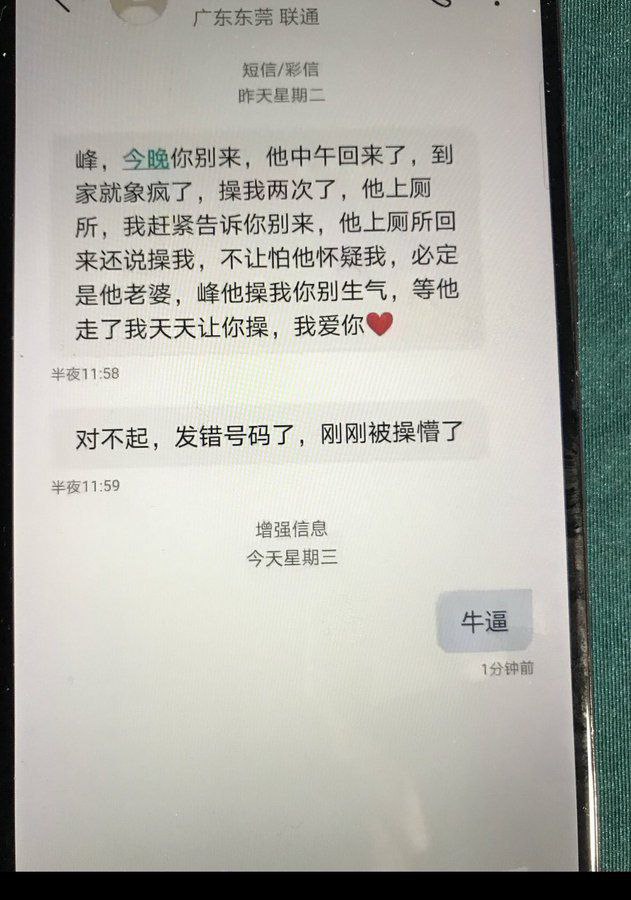 广东东莞 联通
短信/彩信
昨天星期二
峰，今晚你别来，他中午回来了，到
家就象疯了，操我两次了，他上厕
所，我赶紧告诉你别来，他上厕所回
来还说操我，不让怕他怀疑我，必定
是他老婆，峰他操我你别生气，等他
走了我天天让你操，我爱你❤️
半夜11:58
对不起，发错号码了，刚刚被操懵了
半夜11:59
增强信息
今天星期三
牛逼
1分钟前